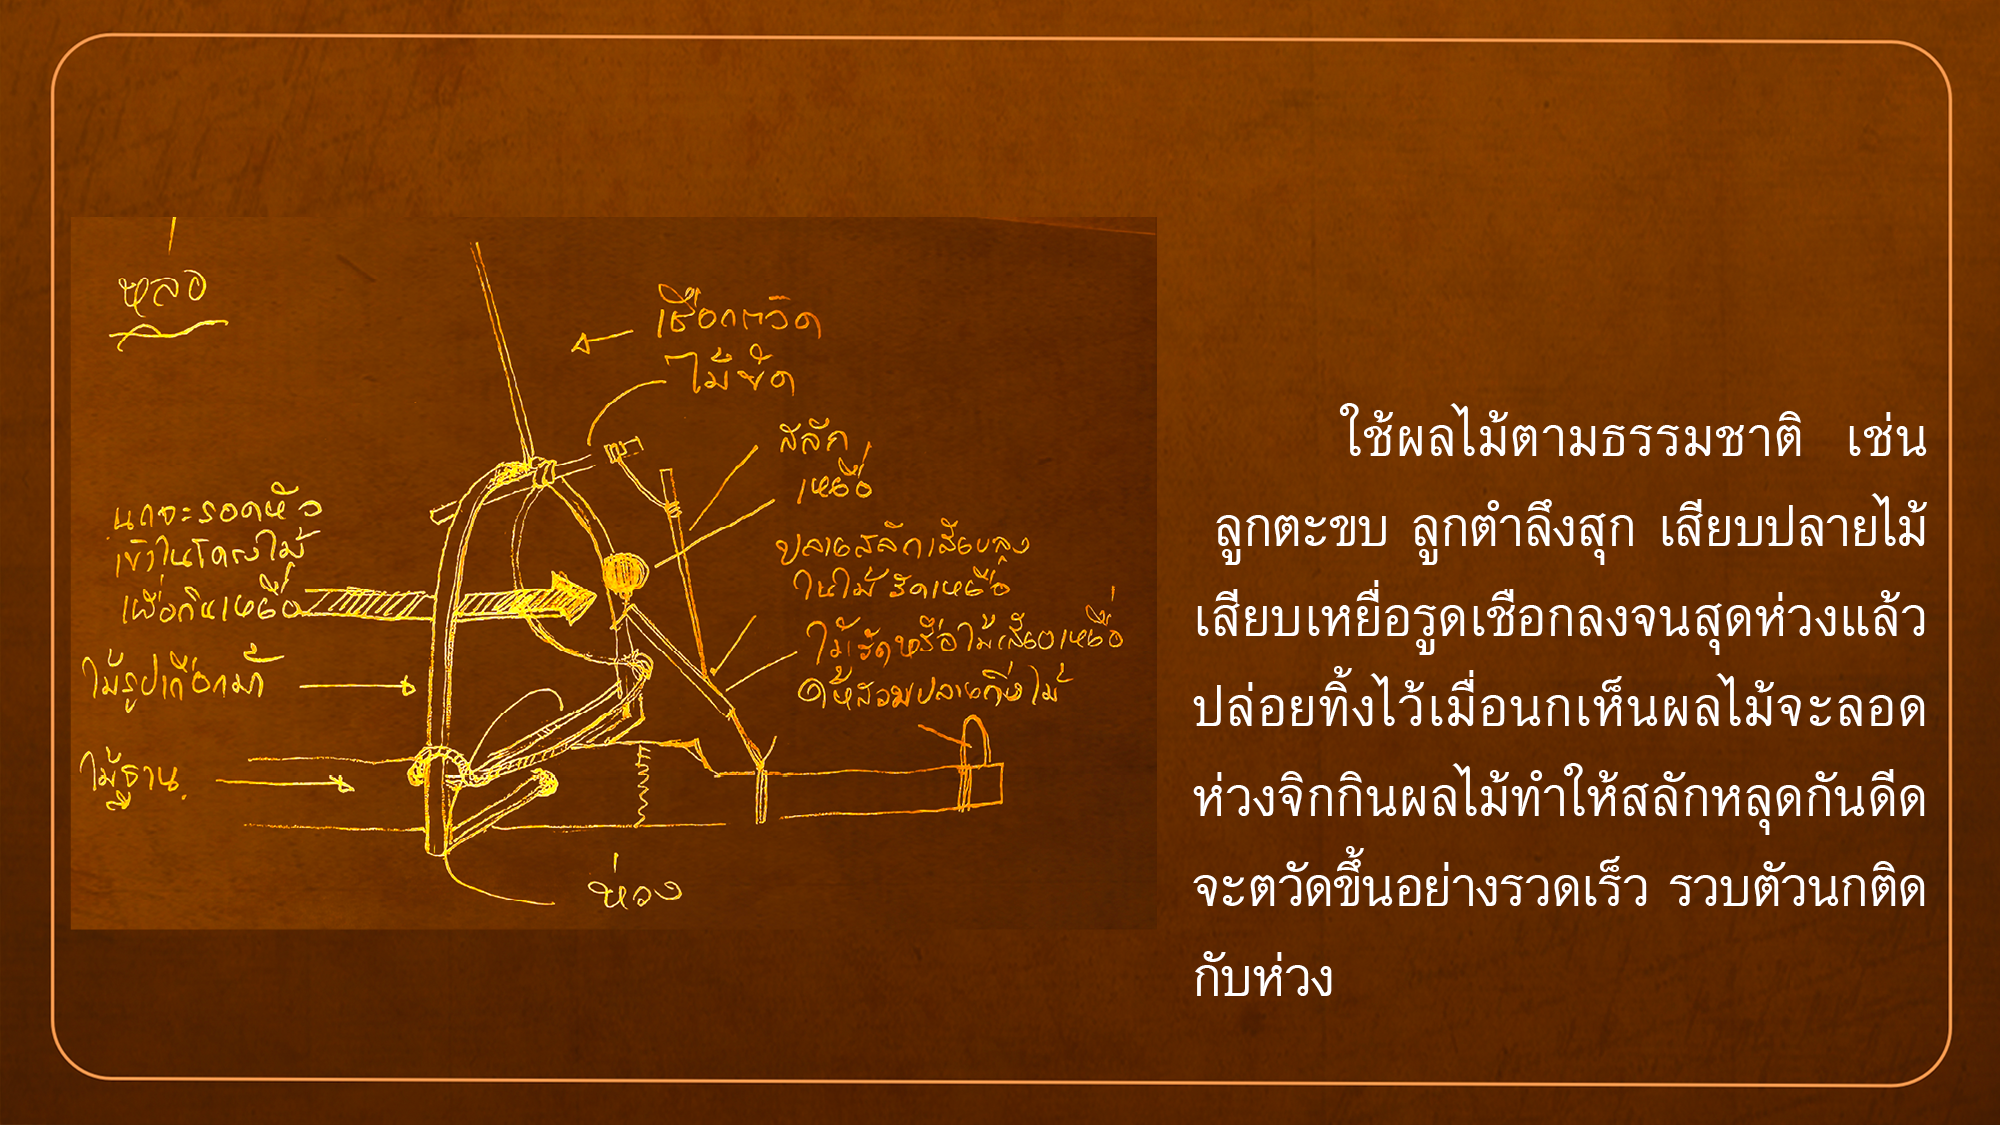 หลอ
เชือกตวัด
ไม้ขัด
สลัก
เหยื่อ
นกจะรอดหัว
เข้าในโครงไม้
เพื่อกินเหยื่อ
ปลายสลักเสียบลง
ในไม้รัดเหยื่อ
ไม้รัดหรือไม้เสียบเหยื่อ
ให้สวมปลายกิ่งไม้
ไม้รูปเกือกม้า
ไม้ฐาน
ห่วง
ใช้ผลไม้ตามธรรมชาติ เช่น
ลูกตะขบ ลูกตำลึงสุก เสียบปลายไม้
เสียบเหยื่อรูดเชือกลงจนสุดห่วงแล้ว
ปล่อยทิ้งไว้เมื่อนกเห็นผลไม้จะลอด
ห่วงจิกกินผลไม้ทำให้สลักหลุดกันดีด
จะตวัดขึ้นอย่างรวดเร็ว รวบตัวนกติด
กับห่วง